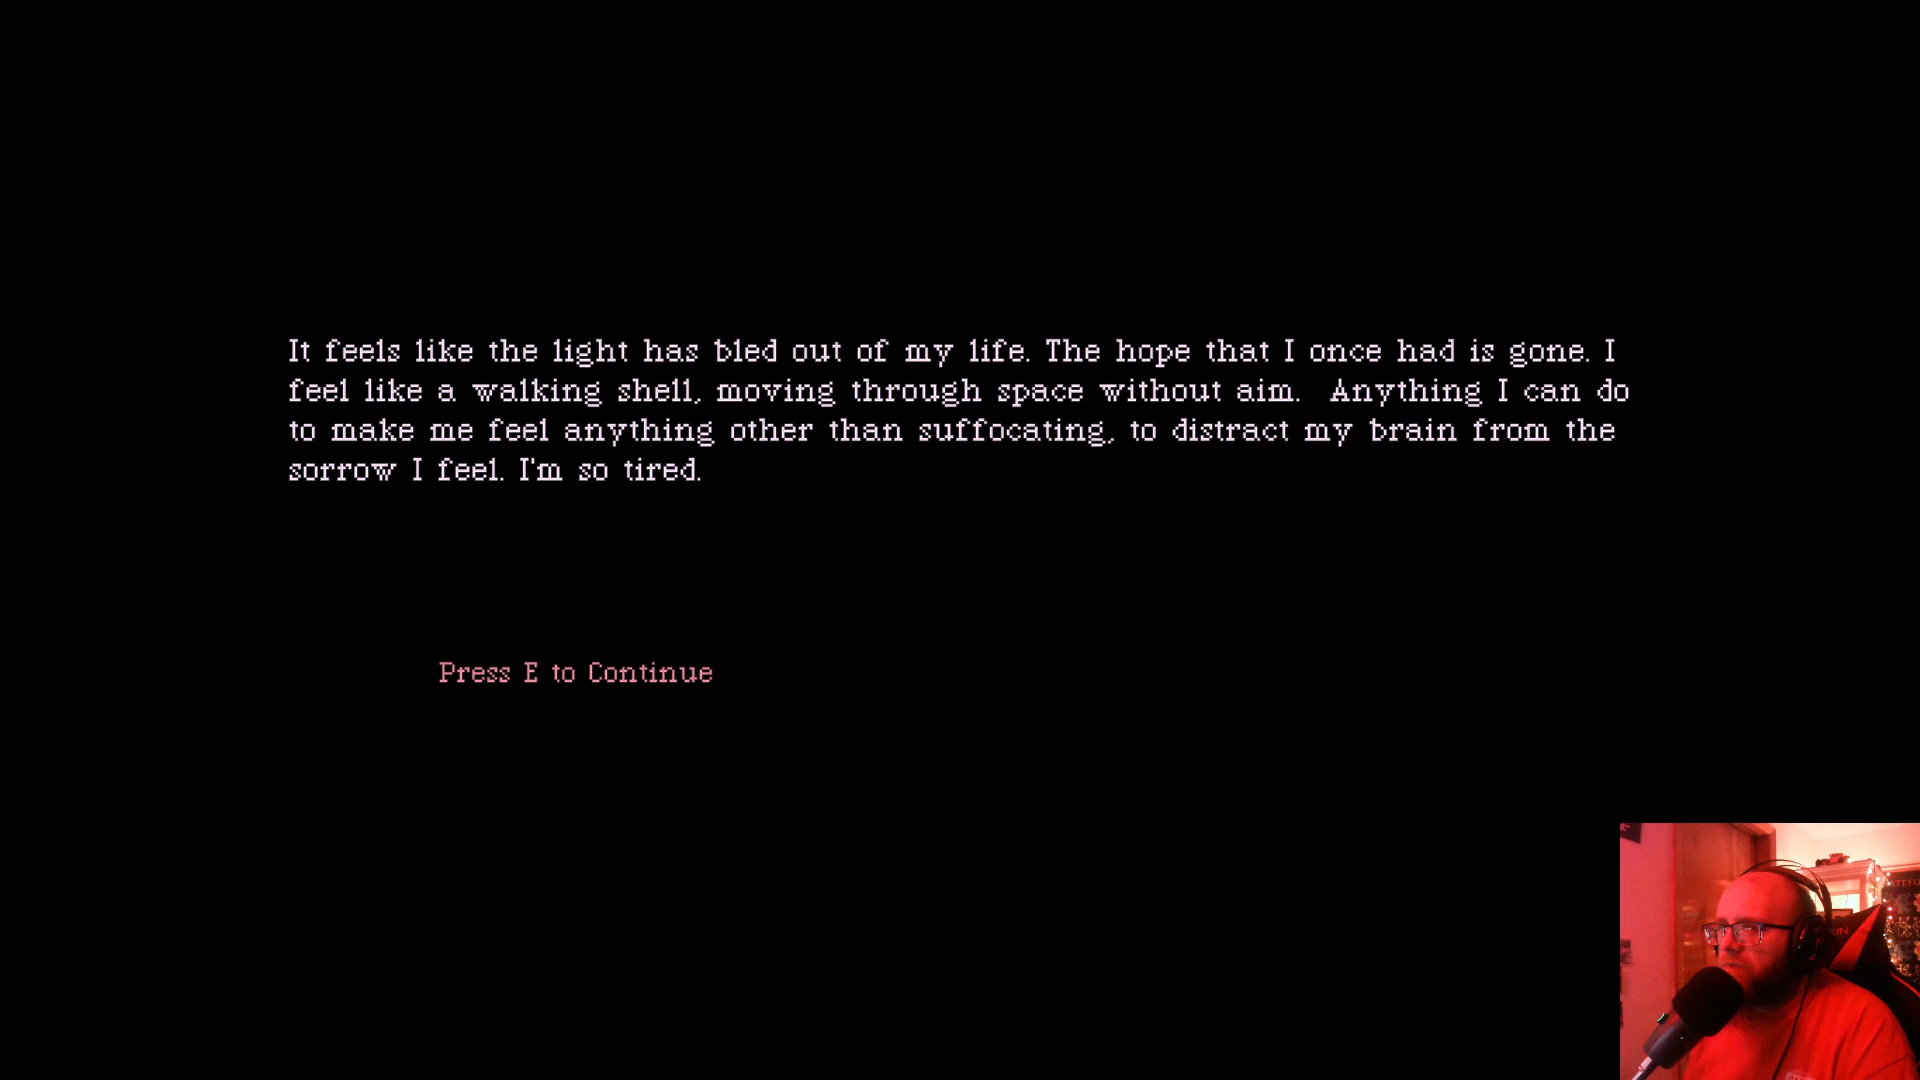 It feels like the light has bled out of my life. The hope that I once had is gone. I
feel like a walking shell, moving through space without aim.  Anything I can do
to make me feel anything other than suffocating, to distract my brain from the
sorrow I feel. I'm so tired.
Press E to Continue